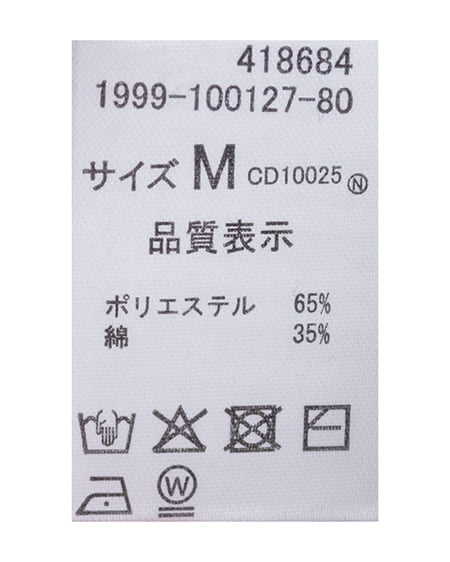 418684
1999-100127-80
サイズ M CD10025 Ⓝ
品質表示
ポリエステル 65%
綿 35%
W